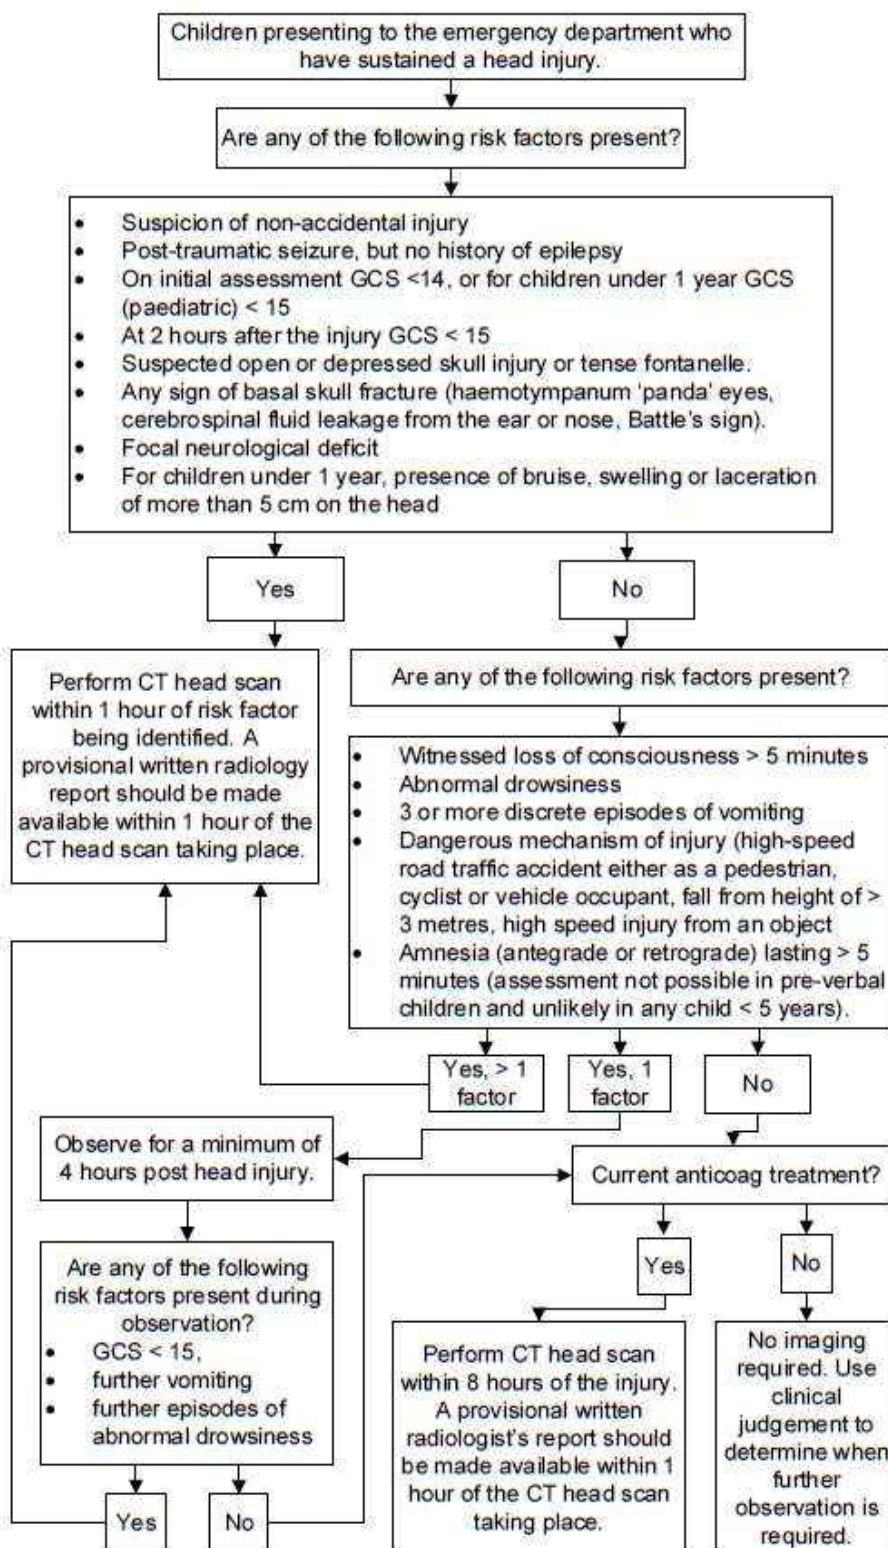 Children presenting to the emergency department who
have sustained a head injury.
Are any of the following risk factors present?
• Suspicion of non-accidental injury
• Post-traumatic seizure, but no history of epilepsy
• On initial assessment GCS <14, or for children under 1 year GCS
(paediatric) < 15
• At 2 hours after the injury GCS < 15
• Suspected open or depressed skull injury or tense fontanelle.
• Any sign of basal skull fracture (haemotympanum 'panda' eyes,
cerebrospinal fluid leakage from the ear or nose, Battle's sign).
• Focal neurological deficit
• For children under 1 year, presence of bruise, swelling or laceration
of more than 5 cm on the head
Yes
No
Perform CT head scan
within 1 hour of risk factor
being identified. A
provisional written radiology
report should be made
available within 1 hour of the
CT head scan taking place.
Are any of the following risk factors present?
• Witnessed loss of consciousness > 5 minutes
• Abnormal drowsiness
• 3 or more discrete episodes of vomiting
• Dangerous mechanism of injury (high-speed
road traffic accident either as a pedestrian,
cyclist or vehicle occupant, fall from height of >
3 metres, high speed injury from an object
• Amnesia (antegrade or retrograde) lasting > 5
minutes (assessment not possible in pre-verbal
children and unlikely in any child < 5 years).
Yes, > 1
factor
Yes, 1
factor
No
Observe for a minimum of
4 hours post head injury.
Current anticoag treatment?
Are any of the following
risk factors present during
observation?
• GCS < 15,
• further vomiting
• further episodes of
abnormal drowsiness
Yes
No
Yes
No
Perform CT head scan
within 8 hours of the injury.
A provisional written
radiologist's report should
be made available within 1
hour of the CT head scan
taking place.
No imaging
required. Use
clinical
judgement to
determine when
further
observation is
required.